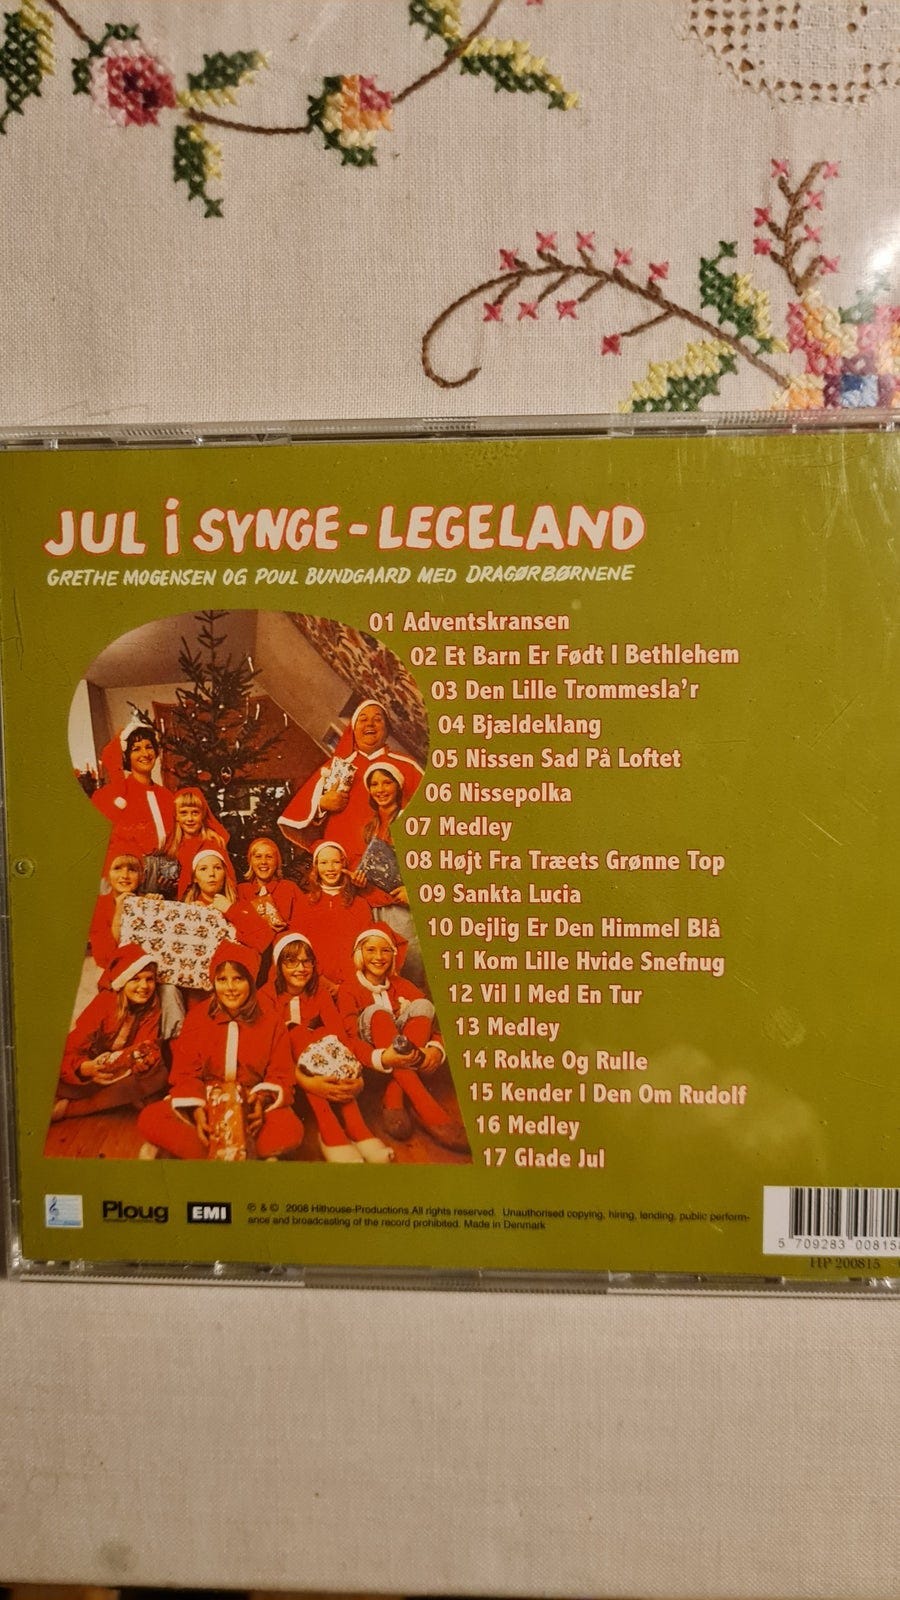 JUL i SYNGE-LEGELAND
GRETHE MOGENSEN OG POUL BUNDGAARD MED DRAGØRBØRNENE
01 Adventskransen
02 Et Barn Er Født I Bethlehem
03 Den Lille Trommesla'r
04 Bjældeklang
05 Nissen Sad På Loftet
06 Nissepolka
07 Medley
08 Højt Fra Træets Grønne Top
09 Sankta Lucia
10 Dejlig Er Den Himmel Blå
11 Kom Lille Hvide Snefnug
12 Vil I Med En Tur
13 Medley
14 Rokke Og Rulle
15 Kender I Den Om Rudolf
16 Medley
17 Glade Jul
Ploug
EMI
℗ & © 2008 Hithouse-Productions.All rights reserved. Unauthorised copying, hiring, lending, public perform-
ance and broadcasting of the record prohibited. Made in Denmark
5 709283 00815
HP 200815